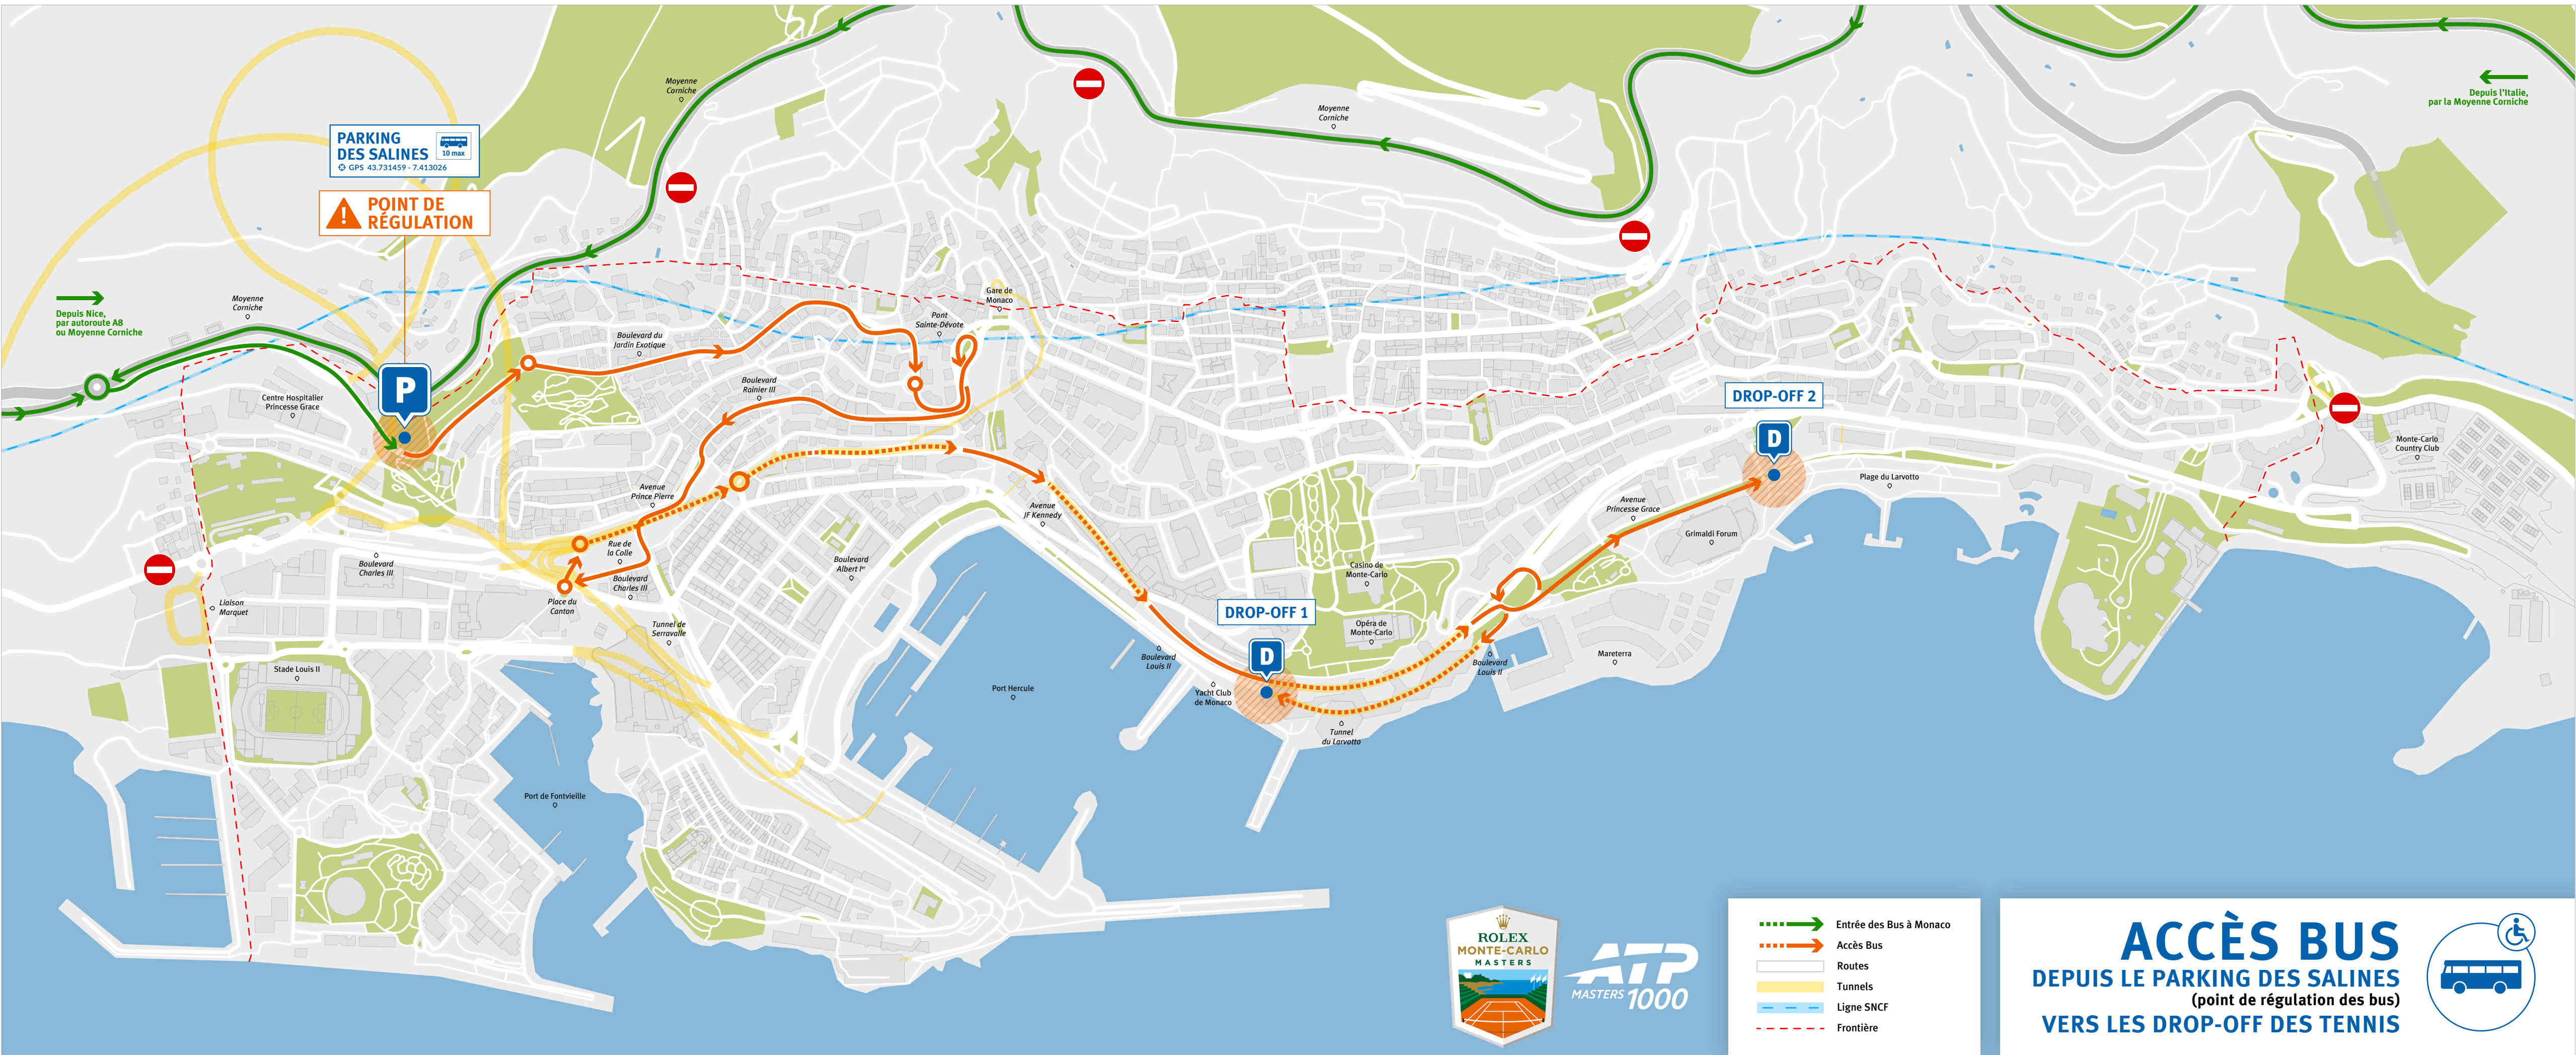 Moyenne
Corniche
Moyenne
Corniche
Depuis l'Italie,
par la Moyenne Corniche
PARKING
DES SALINES
10 max
GPS 43.731459 - 7.413026
POINT DE
RÉGULATION
Depuis Nice,
par autoroute A8
ou Moyenne Corniche
Moyenne
Corniche
Gare de
Monaco
Pont
Sainte-Dévote
Boulevard du
Jardin Exotique
Boulevard
Rainier III
P
Centre Hospitalier
Princesse Grace
DROP-OFF 2
D
Monte-Carlo
Country Club
Plage du Larvotto
Avenue
Prince Pierre
Avenue
JF Kennedy
Avenue
Princesse Grace
Grimaldi Forum
Rue de
la Colle
Boulevard
Charles III
Boulevard
Charles III
Boulevard
Albert Ier
Casino de
Monte-Carlo
Liaison
Marquet
Place du
Canton
Tunnel de
Serravalle
DROP-OFF 1
D
Opéra de
Monte-Carlo
Boulevard
Louis II
Boulevard
Louis II
Mareterra
Stade Louis II
Port Hercule
Yacht Club
de Monaco
Tunnel
du Larvotto
Port de Fontvieille
ROLEX
MONTE-CARLO
MASTERS
ATP
MASTERS 1000
Entrée des Bus à Monaco
Accès Bus
Routes
Tunnels
Ligne SNCF
Frontière
ACCÈS BUS
DEPUIS LE PARKING DES SALINES
(point de régulation des bus)
VERS LES DROP-OFF DES TENNIS